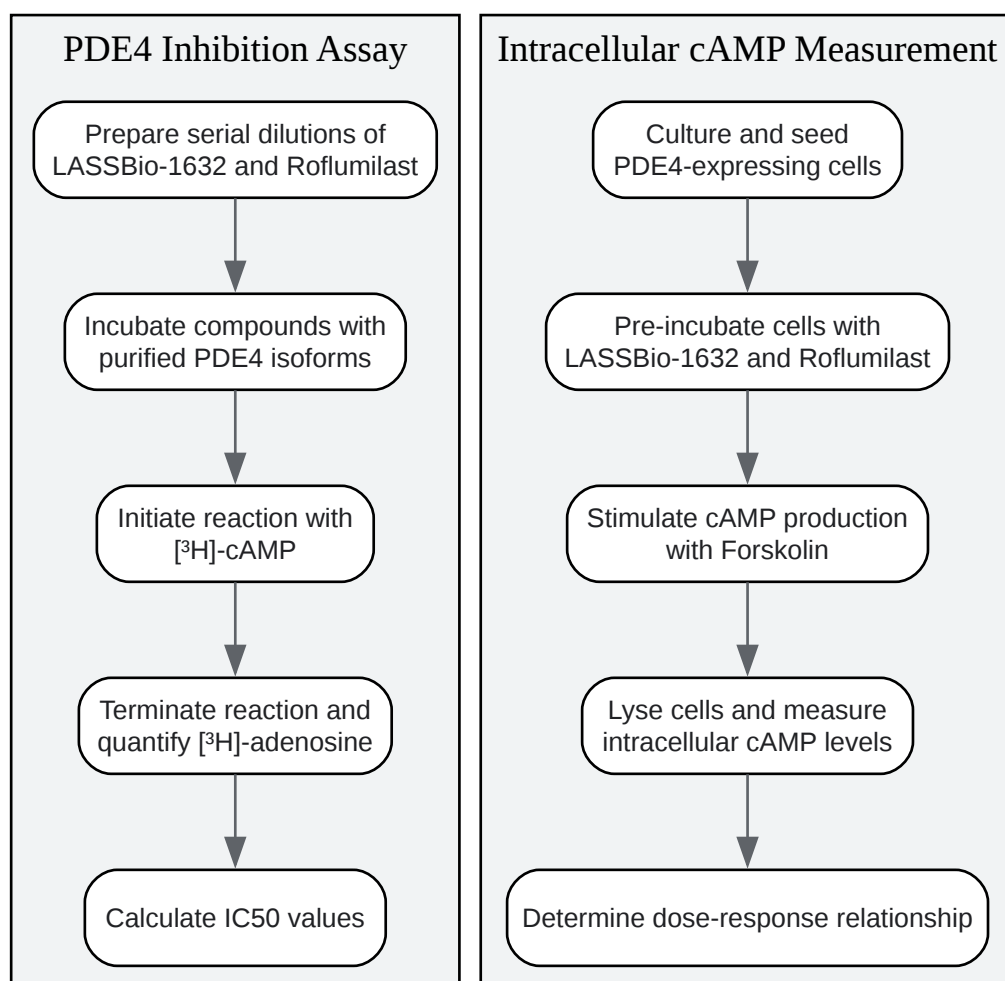 PDE4 Inhibition Assay
Prepare serial dilutions of
LASSBio-1632 and Roflumilast
Incubate compounds with
purified PDE4 isoforms
Initiate reaction with
[³H]-cAMP
Terminate reaction and
quantify [³H]-adenosine
Calculate IC50 values
Intracellular cAMP Measurement
Culture and seed
PDE4-expressing cells
Pre-incubate cells with
LASSBio-1632 and Roflumilast
Stimulate cAMP production
with Forskolin
Lyse cells and measure
intracellular cAMP levels
Determine dose-response relationship